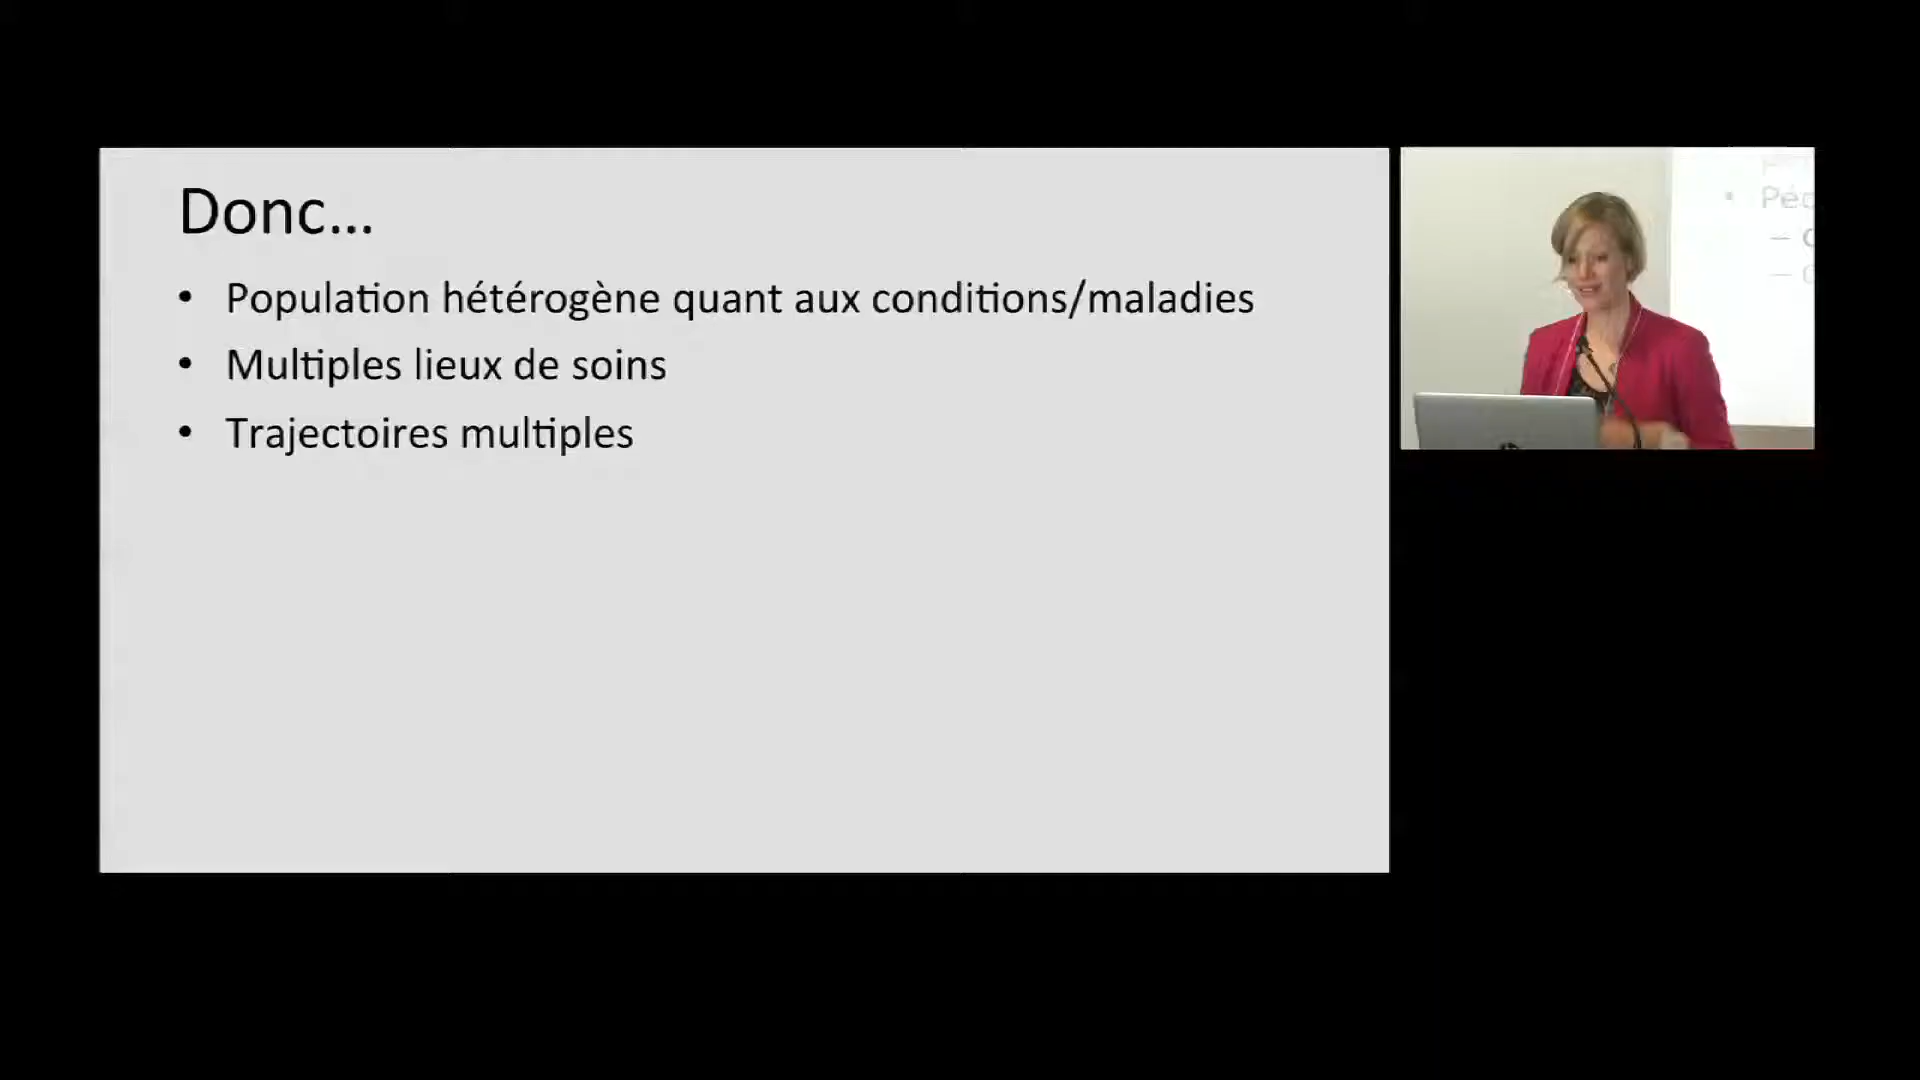 Donc...
• Population hétérogène quant aux conditions/maladies
• Multiples lieux de soins
• Trajectoires multiples